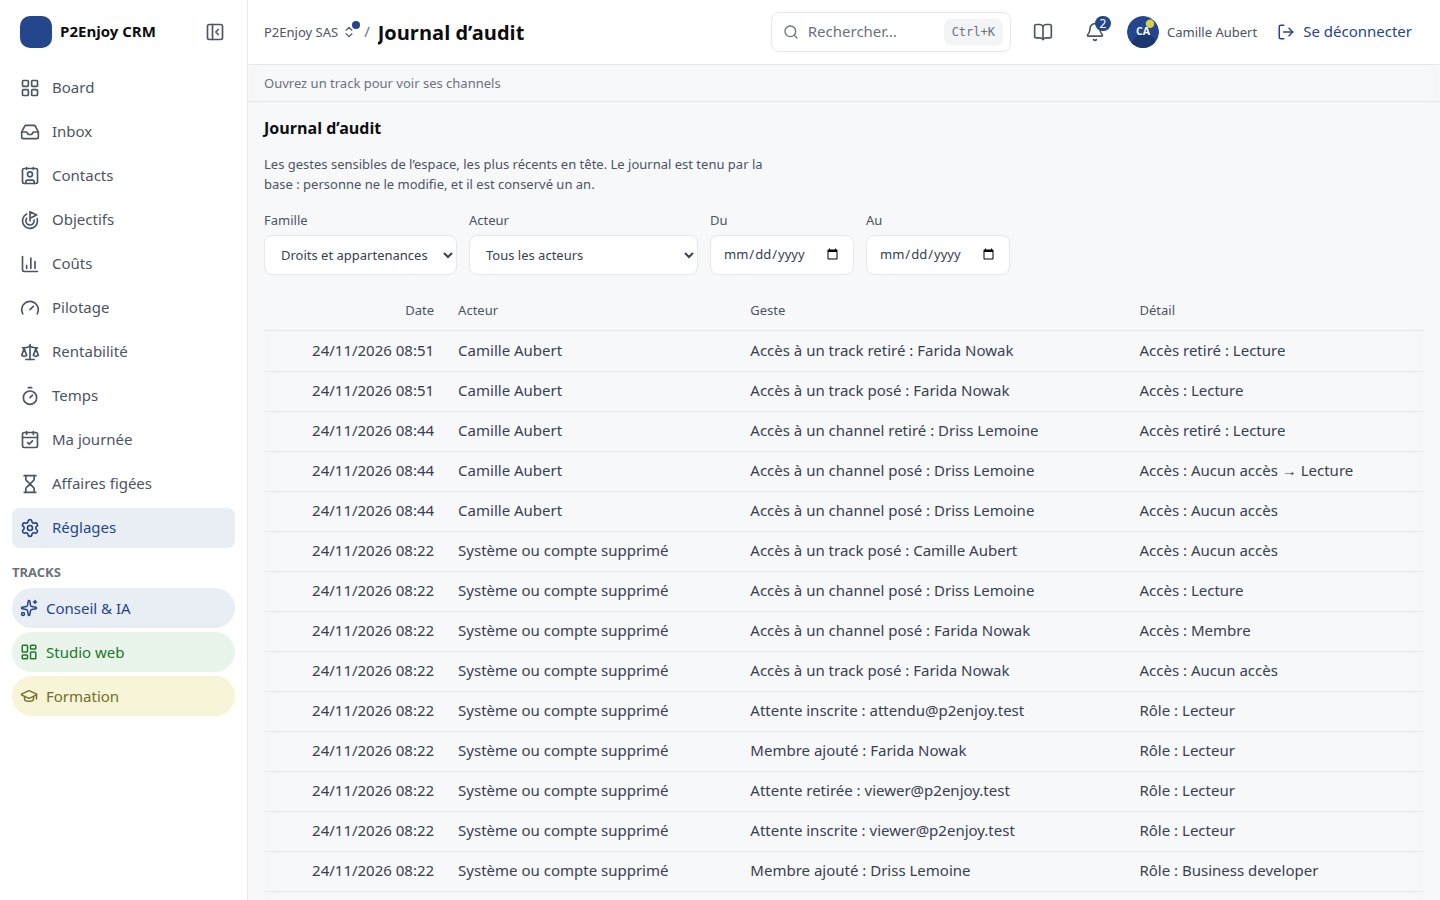 P2Enjoy CRM
P2Enjoy SAS / Journal d’audit
Rechercher... Ctrl+K
2
CA Camille Aubert
Se déconnecter
Board
Inbox
Contacts
Objectifs
Coûts
Pilotage
Rentabilité
Temps
Ma journée
Affaires figées
Réglages
TRACKS
Conseil & IA
Studio web
Formation
Ouvrez un track pour voir ses channels
Journal d’audit
Les gestes sensibles de l’espace, les plus récents en tête. Le journal est tenu par la
base : personne ne le modifie, et il est conservé un an.
Famille Acteur Du Au
Droits et appartenances Tous les acteurs mm/dd/yyyy mm/dd/yyyy
Date Acteur Geste Détail
24/11/2026 08:51 Camille Aubert Accès à un track retiré : Farida Nowak Accès retiré : Lecture
24/11/2026 08:51 Camille Aubert Accès à un track posé : Farida Nowak Accès : Lecture
24/11/2026 08:44 Camille Aubert Accès à un channel retiré : Driss Lemoine Accès retiré : Lecture
24/11/2026 08:44 Camille Aubert Accès à un channel posé : Driss Lemoine Accès : Aucun accès → Lecture
24/11/2026 08:44 Camille Aubert Accès à un channel posé : Driss Lemoine Accès : Aucun accès
24/11/2026 08:22 Système ou compte supprimé Accès à un track posé : Camille Aubert Accès : Aucun accès
24/11/2026 08:22 Système ou compte supprimé Accès à un channel posé : Driss Lemoine Accès : Lecture
24/11/2026 08:22 Système ou compte supprimé Accès à un channel posé : Farida Nowak Accès : Membre
24/11/2026 08:22 Système ou compte supprimé Accès à un track posé : Farida Nowak Accès : Aucun accès
24/11/2026 08:22 Système ou compte supprimé Attente inscrite : attendu@p2enjoy.test Rôle : Lecteur
24/11/2026 08:22 Système ou compte supprimé Membre ajouté : Farida Nowak Rôle : Lecteur
24/11/2026 08:22 Système ou compte supprimé Attente retirée : viewer@p2enjoy.test Rôle : Lecteur
24/11/2026 08:22 Système ou compte supprimé Attente inscrite : viewer@p2enjoy.test Rôle : Lecteur
24/11/2026 08:22 Système ou compte supprimé Membre ajouté : Driss Lemoine Rôle : Business developer